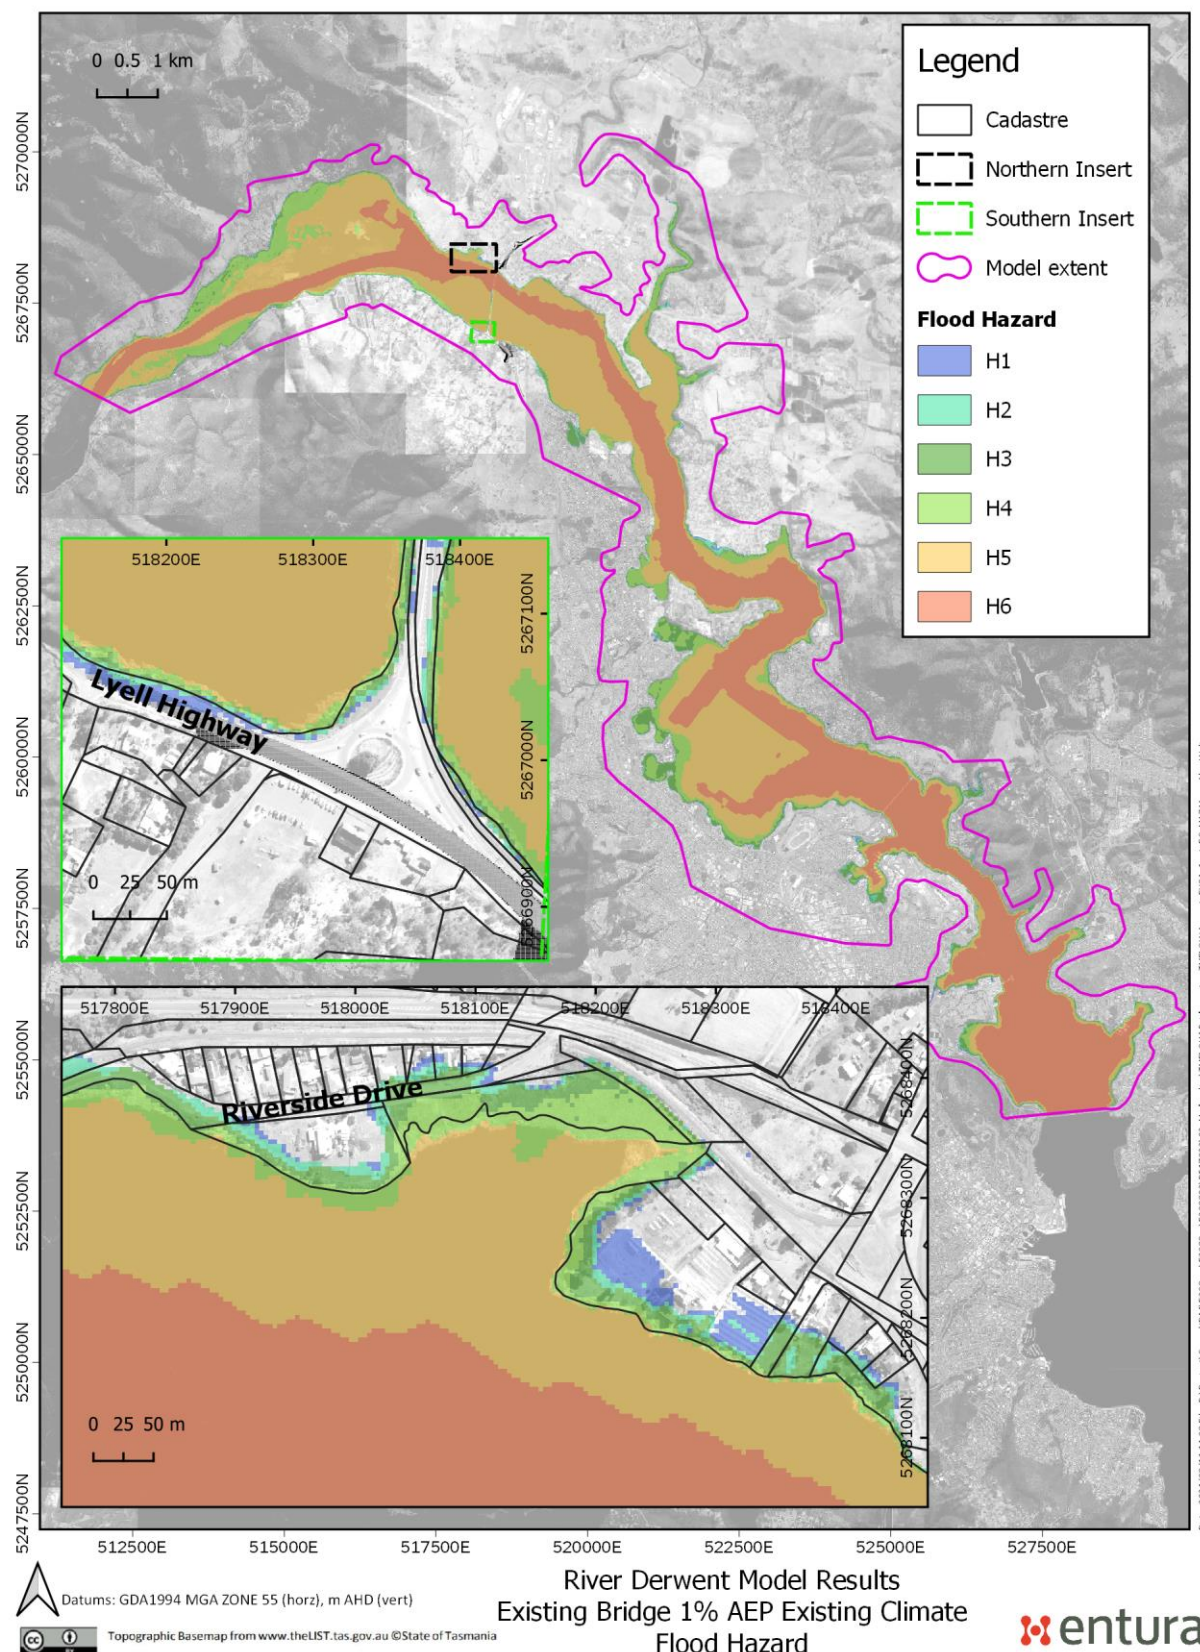 0 0.5 1 km
Legend
Cadastre
Northern Insert
Southern Insert
Model extent
Flood Hazard
H1
H2
H3
H4
H5
H6
5270000N
5267500N
5265000N
5262500N
5260000N
5257500N
5255000N
5252500N
5250000N
5247500N
518200E 518300E 518400E
5267100N
5267000N
5266900N
Lyell Highway
0 25 50 m
517800E 517900E 518000E 518100E 518200E 518300E 518400E
5268400N
5268300N
5268200N
5268100N
Riverside Drive
0 25 50 m
512500E 515000E 517500E 520000E 522500E 525000E 527500E
Datums: GDA1994 MGA ZONE 55 (horz), m AHD (vert)
Topographic Basemap from www.theLIST.tas.gov.au ©State of Tasmania
River Derwent Model Results
Existing Bridge 1% AEP Existing Climate
Flood Hazard
entura
cc